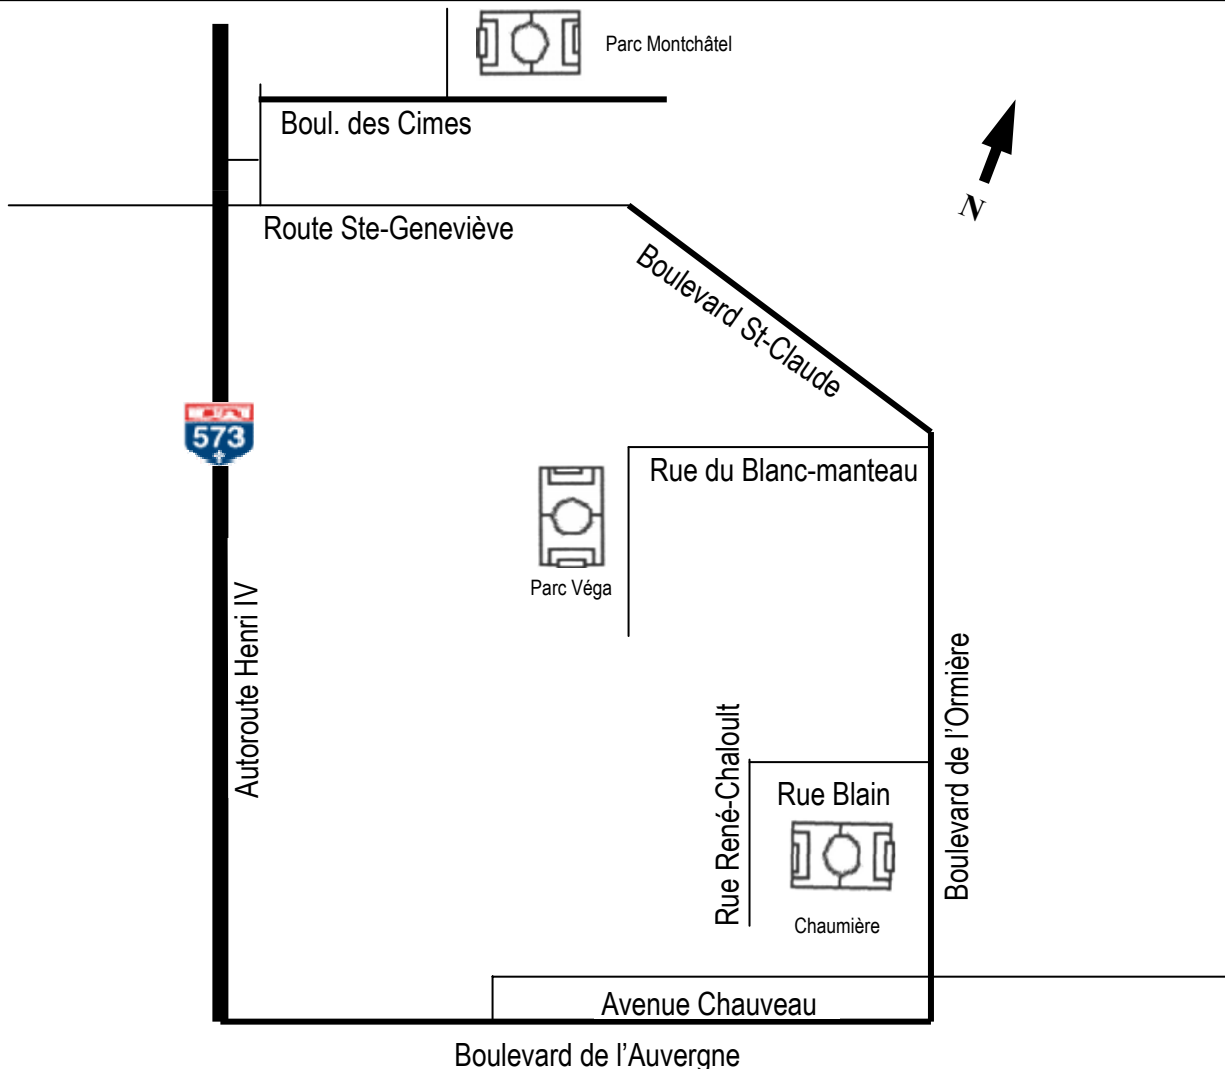 Parc Montchâtel
Boul. des Cimes
N
Route Ste-Geneviève
Boulevard St-Claude
573
Rue du Blanc-manteau
Parc Véga
Autoroute Henri IV
Boulevard de l'Ormière
Rue René-Chaloult
Rue Blain
Chaumière
Avenue Chauveau
Boulevard de l'Auvergne